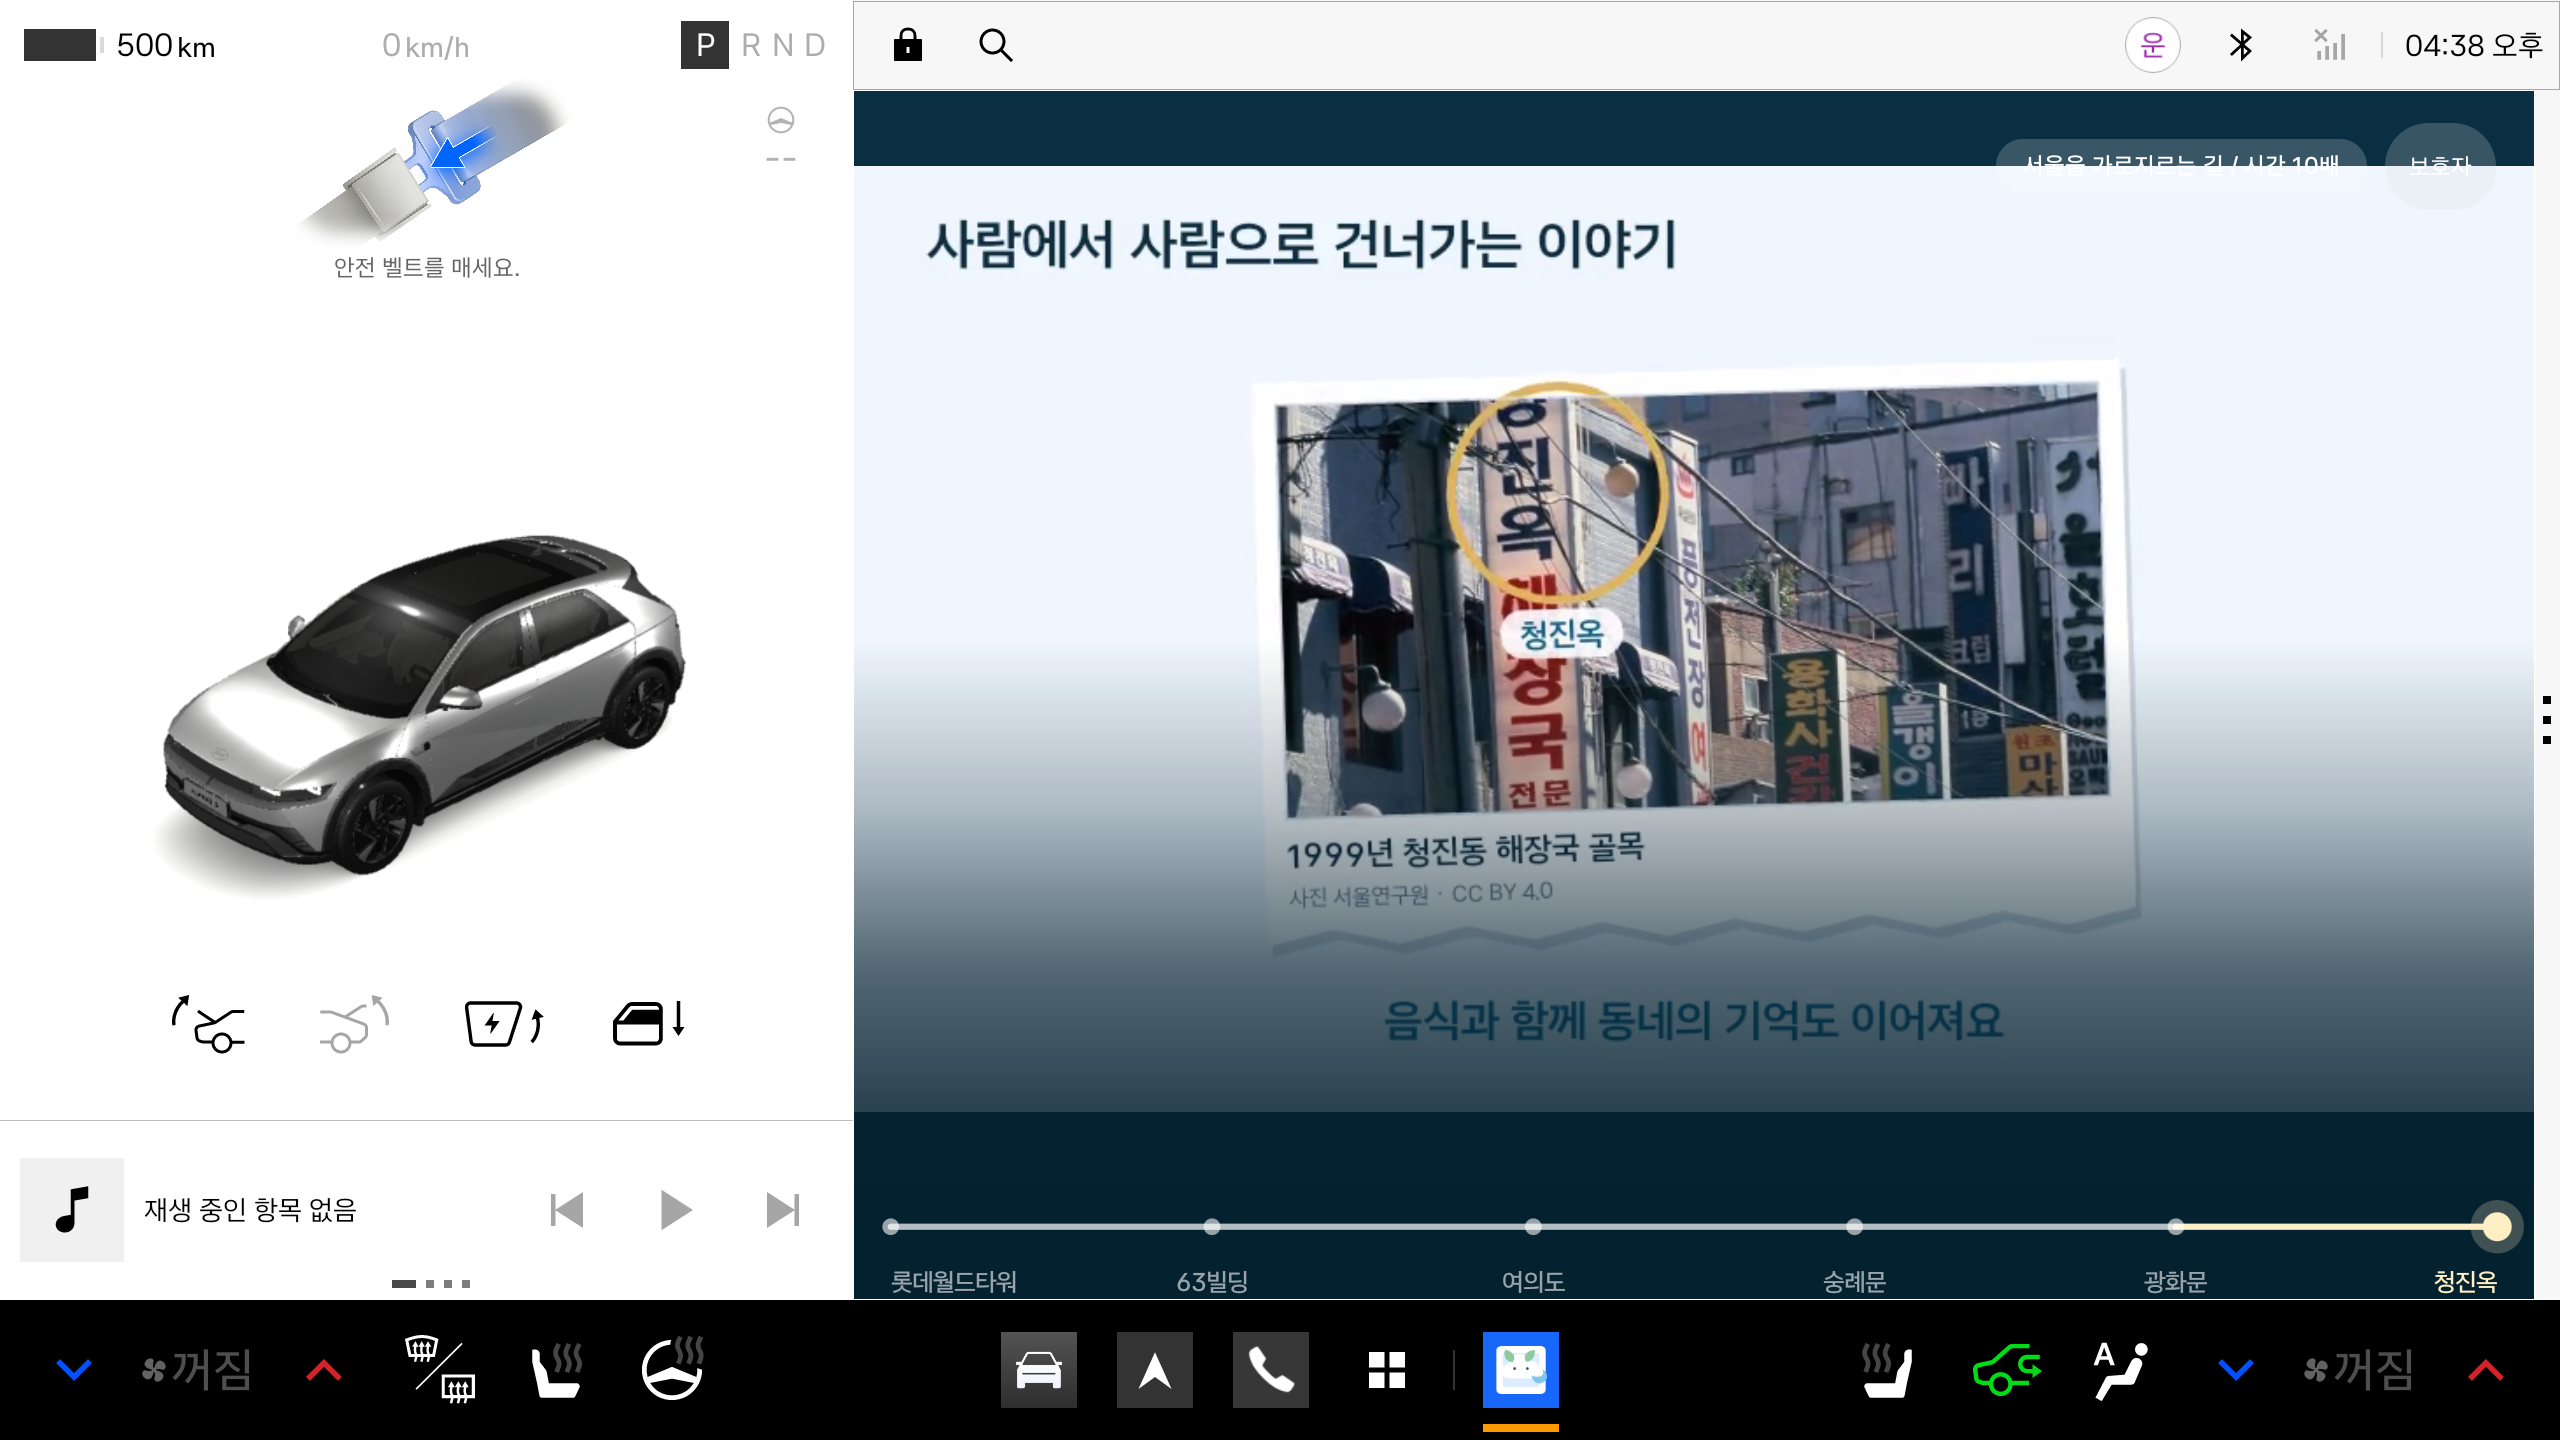 500 km
0 km/h
P R N D
운
04:38 오후
안전 벨트를 매세요.
서울을 가로지르는 길 / 시간 10배
보호자
사람에서 사람으로 건너가는 이야기
청진옥
해장국
전문
청진옥
파리
크럽
용화사
1999년 청진동 해장국 골목
사진 서울연구원 · CC BY 4.0
음식과 함께 동네의 기억도 이어져요
재생 중인 항목 없음
롯데월드타워
63빌딩
여의도
숭례문
광화문
청진옥
꺼짐
A
꺼짐